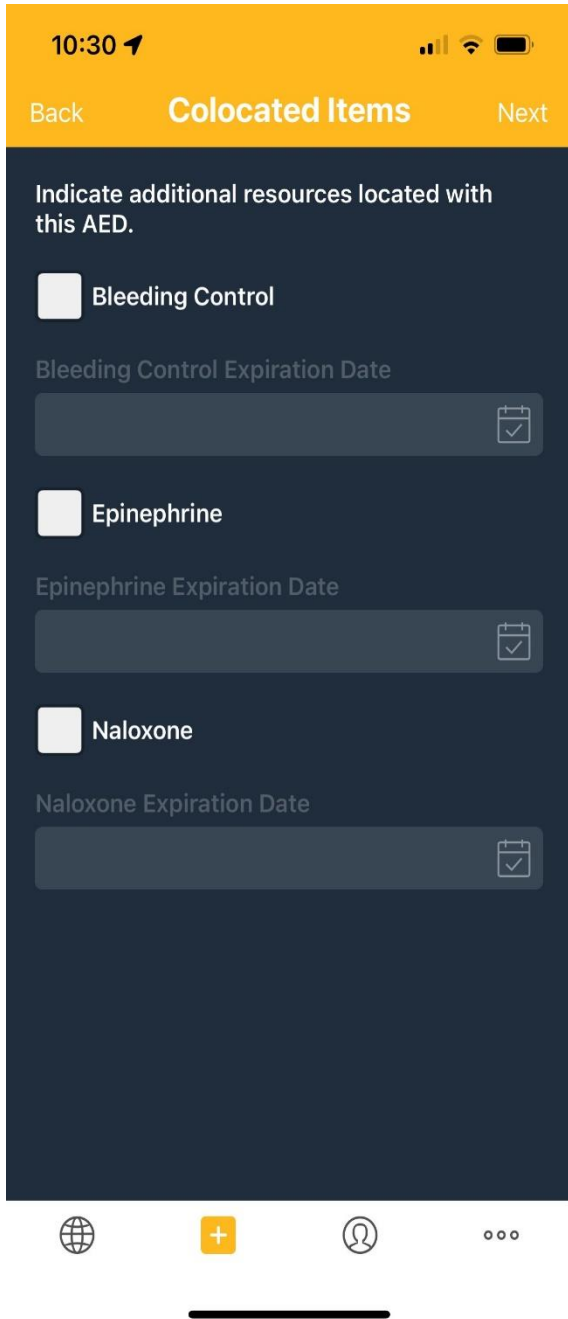 10:30
Back
Colocated Items
Next
Indicate additional resources located with
this AED.
Bleeding Control
Bleeding Control Expiration Date
Epinephrine
Epinephrine Expiration Date
Naloxone
Naloxone Expiration Date